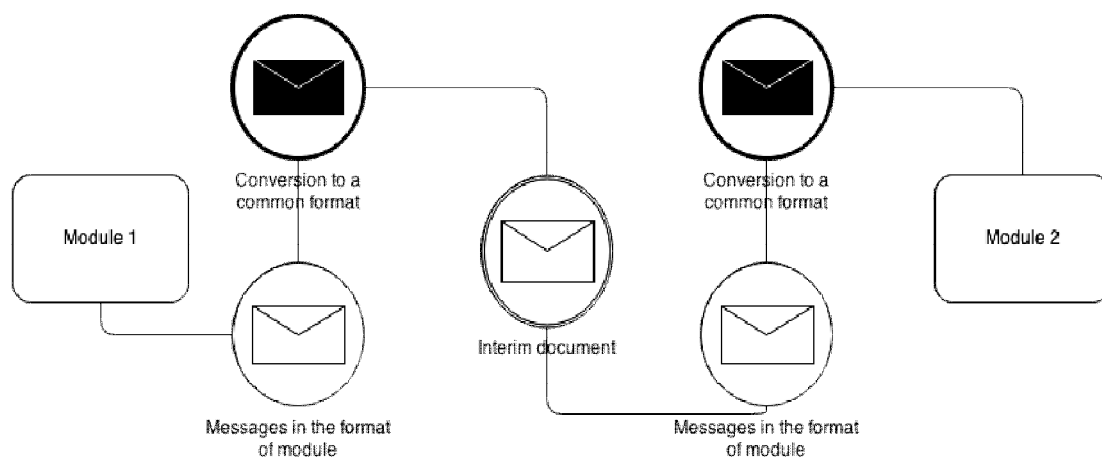 Conversion to a
common format
Conversion to a
common format
Module 1
Module 2
Interim document
Messages in the format
of module
Messages in the format
of module